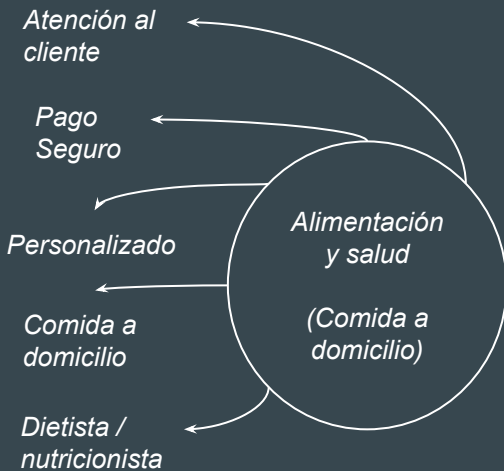 Atención al
cliente
Pago
Seguro
Personalizado
Comida a
domicilio
Dietista /
nutricionista
Alimentación
y salud
(Comida a
domicilio)